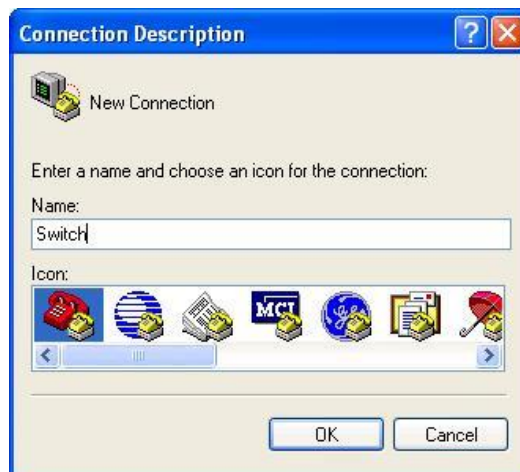 Connection Description
New Connection
Enter a name and choose an icon for the connection:
Name:
Switch
Icon:
MCI
OK
Cancel